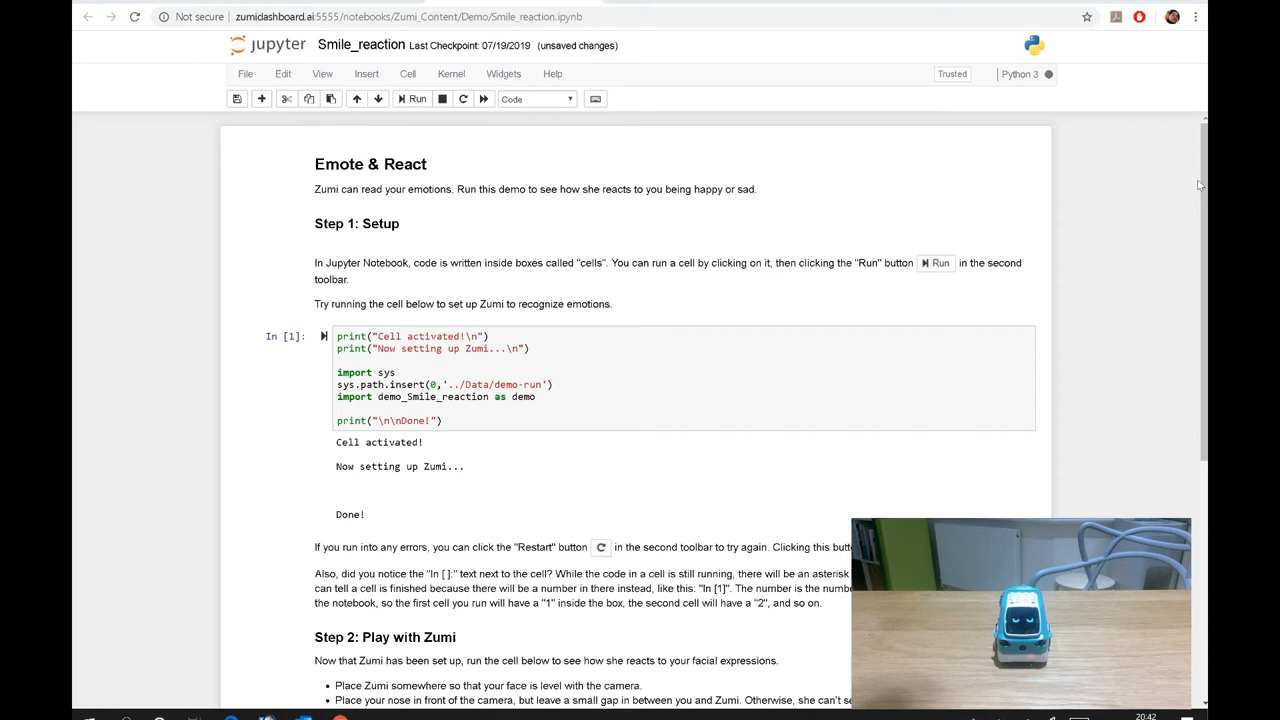 Not secure
zumidashboard.ai:5555/notebooks/Zumi_Content/Demo/Smile_reaction.ipynb
jupyter Smile_reaction Last Checkpoint: 07/19/2019 (unsaved changes)
File Edit View Insert Cell Kernel Widgets Help Trusted Python 3
Run Code
Emote & React
Zumi can read your emotions. Run this demo to see how she reacts to you being happy or sad.
Step 1: Setup
In Jupyter Notebook, code is written inside boxes called "cells". You can run a cell by clicking on it, then clicking the "Run" button Run in the second
toolbar.
Try running the cell below to set up Zumi to recognize emotions.
In [1]: print("Cell activated!\n")
print("Now setting up Zumi...\n")
import sys
sys.path.insert(0,'../Data/demo-run')
import demo_Smile_reaction as demo
print("\n\nDone!")
Cell activated!
Now setting up Zumi...
Done!
If you run into any errors, you can click the "Restart" button in the second toolbar to try again. Clicking this butt
Also, did you notice the "In [ ]:" text next to the cell? While the code in a cell is still running, there will be an asterisk
can tell a cell is finished because there will be a number in there instead, like this: "In [1]". The number is the numbe
the notebook, so the first cell you run will have a "1" inside the box, the second cell will have a "2", and so on.
Step 2: Play with Zumi
Now that Zumi has been set up, run the cell below to see how she reacts to your facial expressions.
• Place Zumi somewhere so that your face is level with the camera.
• Place your nose in front of the camera, but leave a small gap in between you and Zumi. Otherwise, she can't se
20:42